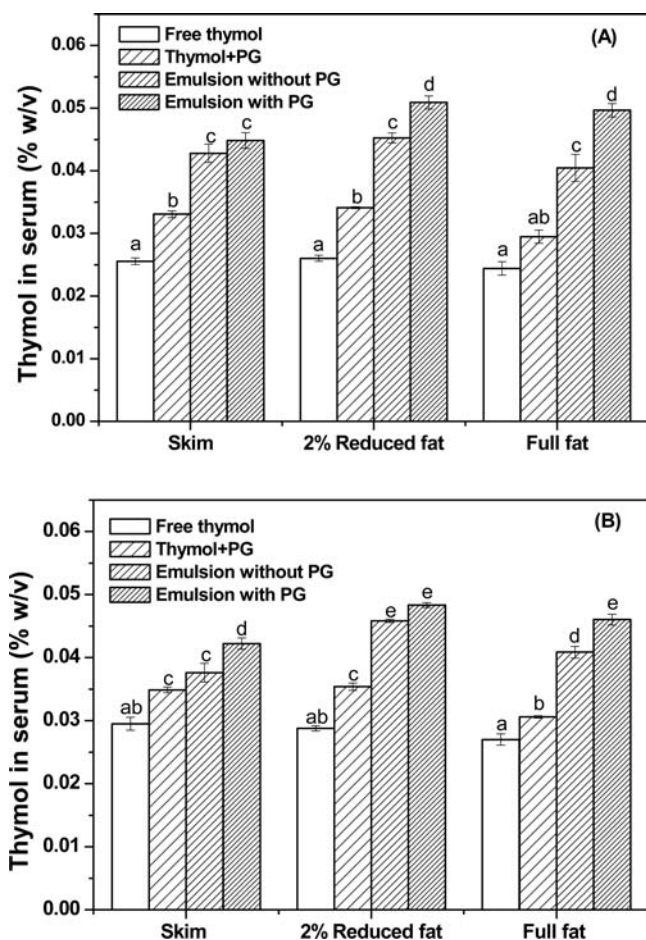 (A)
Free thymol
Thymol+PG
Emulsion without PG
Emulsion with PG
Thymol in serum (% w/v)
0.06
0.05
0.04
0.03
0.02
0.01
0.00
a
b
c
c
a
b
c
d
a
ab
c
d
Skim
2% Reduced fat
Full fat
(B)
Free thymol
Thymol+PG
Emulsion without PG
Emulsion with PG
Thymol in serum (% w/v)
0.06
0.05
0.04
0.03
0.02
0.01
0.00
ab
c
c
d
ab
c
e
e
a
b
d
e
Skim
2% Reduced fat
Full fat